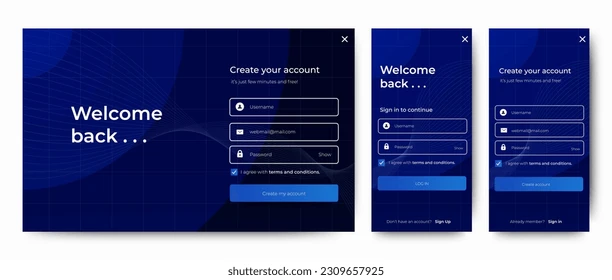 Welcome
back . . .
Create your account
It's just few minutes and free!
Username
webmail@mail.com
Password Show
I agree with terms and conditions.
Create my account
Welcome
back . . .
Sign in to continue
Username
Password Show
I agree with terms and conditions.
LOG IN
Don't have an account? Sign Up
Create your account
It's just few minutes and free!
Username
webmail@mail.com
Password Show
I agree with terms and conditions.
Create account
Already member? Sign in
shutterstock.com · 2309657925